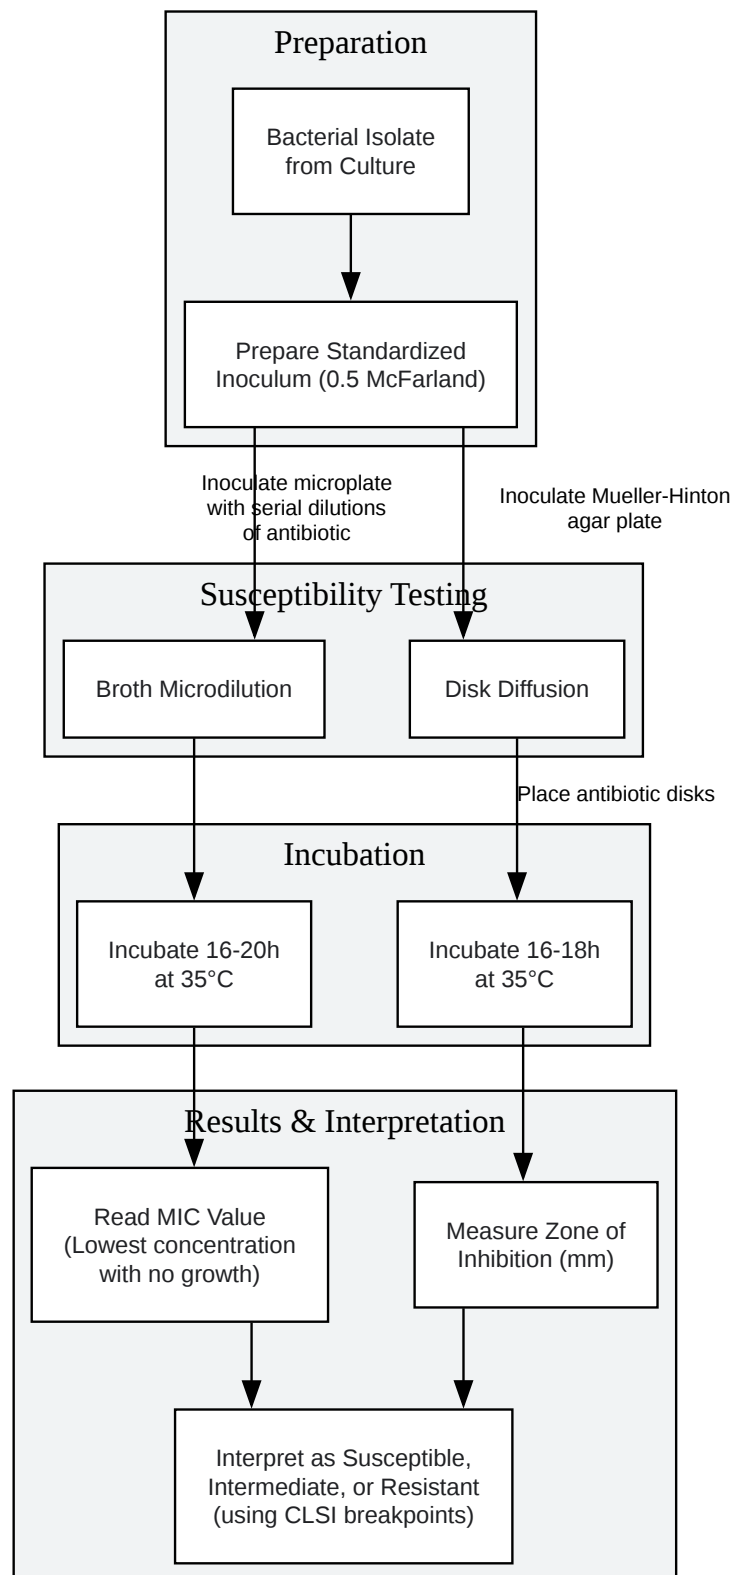 Preparation
Bacterial Isolate
from Culture
Prepare Standardized
Inoculum (0.5 McFarland)
Inoculate microplate
with serial dilutions
of antibiotic
Inoculate Mueller-Hinton
agar plate
Susceptibility Testing
Broth Microdilution
Disk Diffusion
Place antibiotic disks
Incubation
Incubate 16-20h
at 35°C
Incubate 16-18h
at 35°C
Results & Interpretation
Read MIC Value
(Lowest concentration
with no growth)
Measure Zone of
Inhibition (mm)
Interpret as Susceptible,
Intermediate, or Resistant
(using CLSI breakpoints)